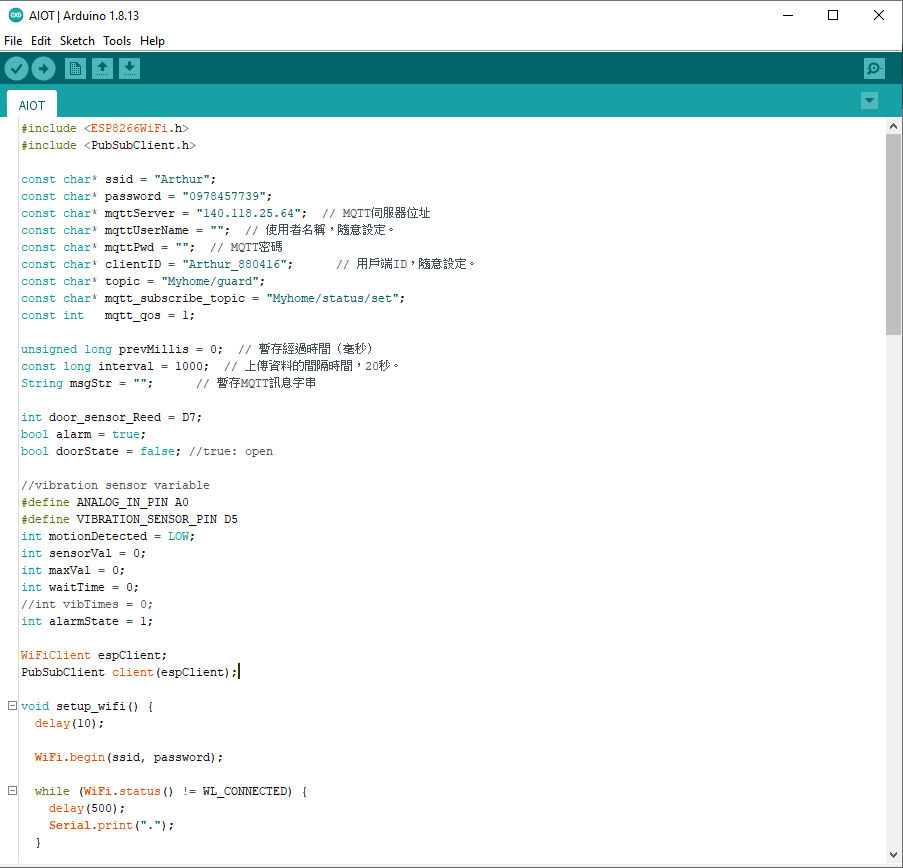 AIOT | Arduino 1.8.13
File Edit Sketch Tools Help
AIOT
#include <ESP8266WiFi.h>
#include <PubSubClient.h>
const char* ssid = "Arthur";
const char* password = "0978457739";
const char* mqttServer = "140.118.25.64";  // MQTT伺服器位址
const char* mqttUserName = "";  // 使用者名稱，隨意設定。
const char* mqttPwd = "";  // MQTT密碼
const char* clientID = "Arthur_880416";      // 用戶端ID，隨意設定。
const char* topic = "Myhome/guard";
const char* mqtt_subscribe_topic = "Myhome/status/set";
const int   mqtt_qos = 1;
unsigned long prevMillis = 0;  // 暫存經過時間（毫秒）
const long interval = 1000;  // 上傳資料的間隔時間，20秒。
String msgStr = "";      // 暫存MQTT訊息字串
int door_sensor_Reed = D7;
bool alarm = true;
bool doorState = false; //true: open
//vibration sensor variable
#define ANALOG_IN_PIN A0
#define VIBRATION_SENSOR_PIN D5
int motionDetected = LOW;
int sensorVal = 0;
int maxVal = 0;
int waitTime = 0;
//int vibTimes = 0;
int alarmState = 1;
WiFiClient espClient;
PubSubClient client(espClient);
void setup_wifi() {
  delay(10);
  WiFi.begin(ssid, password);
  while (WiFi.status() != WL_CONNECTED) {
    delay(500);
    Serial.print(".");
  }